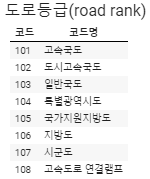 도로등급(road rank)
코드 코드명
101 고속국도
102 도시고속국도
103 일반국도
104 특별광역시도
105 국가지원지방도
106 지방도
107 시군도
108 고속도로 연결램프